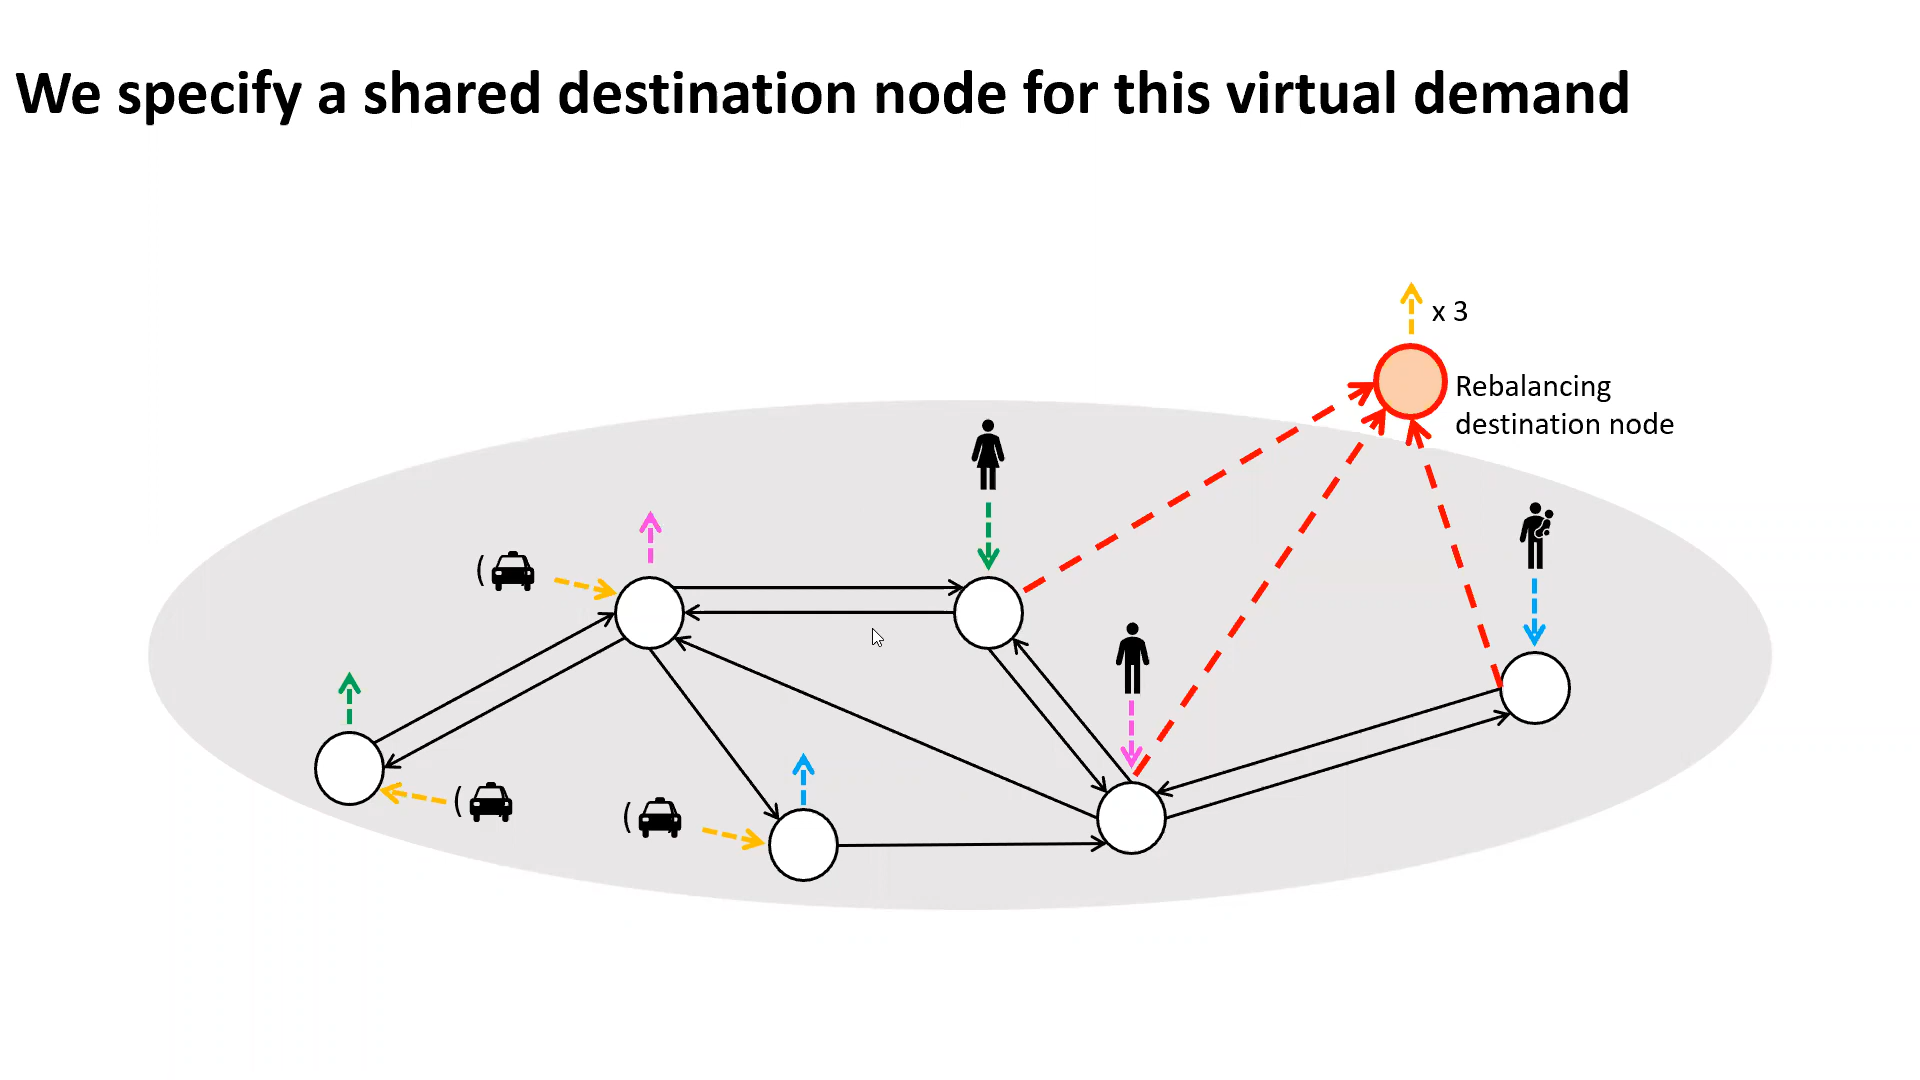 We specify a shared destination node for this virtual demand
x 3
Rebalancing
destination node